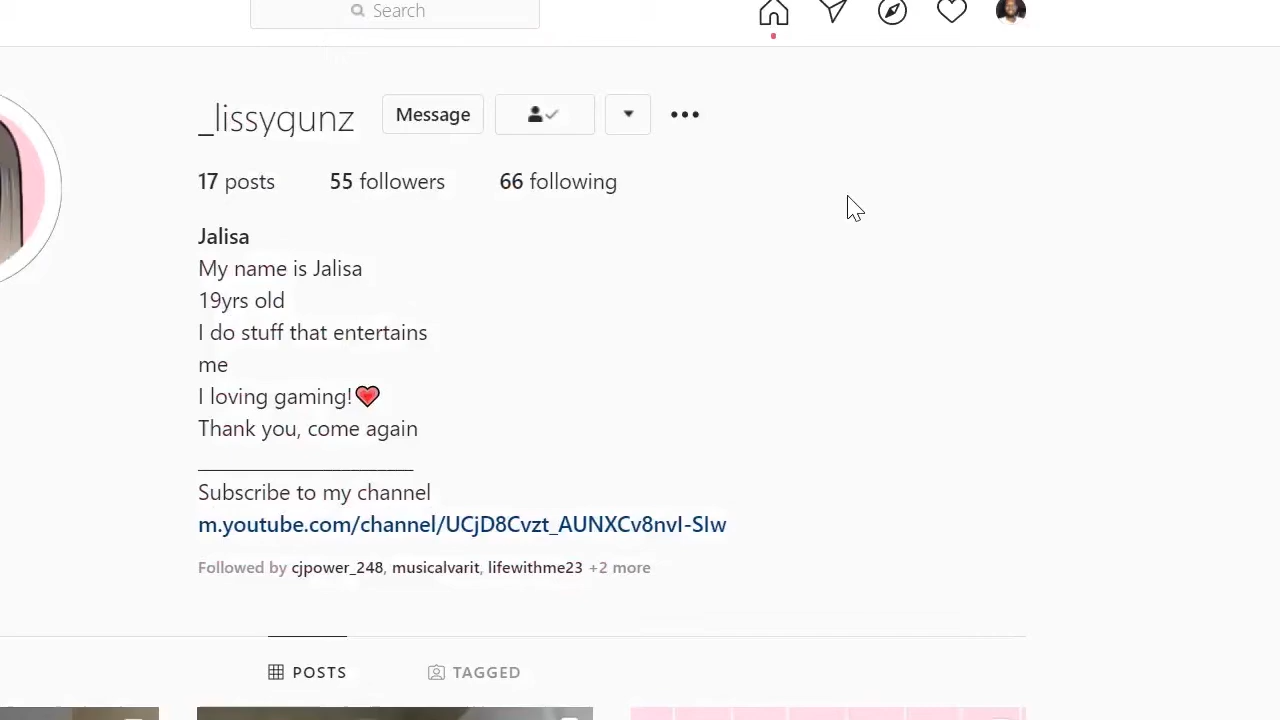 Search
_lissygunz
Message
17 posts
55 followers
66 following
Jalisa
My name is Jalisa
19yrs old
I do stuff that entertains
me
I loving gaming!❤
Thank you, come again
____________________
Subscribe to my channel
m.youtube.com/channel/UCjD8Cvzt_AUNXCv8nvI-SIw
Followed by cjpower_248, musicalvarit, lifewithme23 +2 more
POSTS
TAGGED